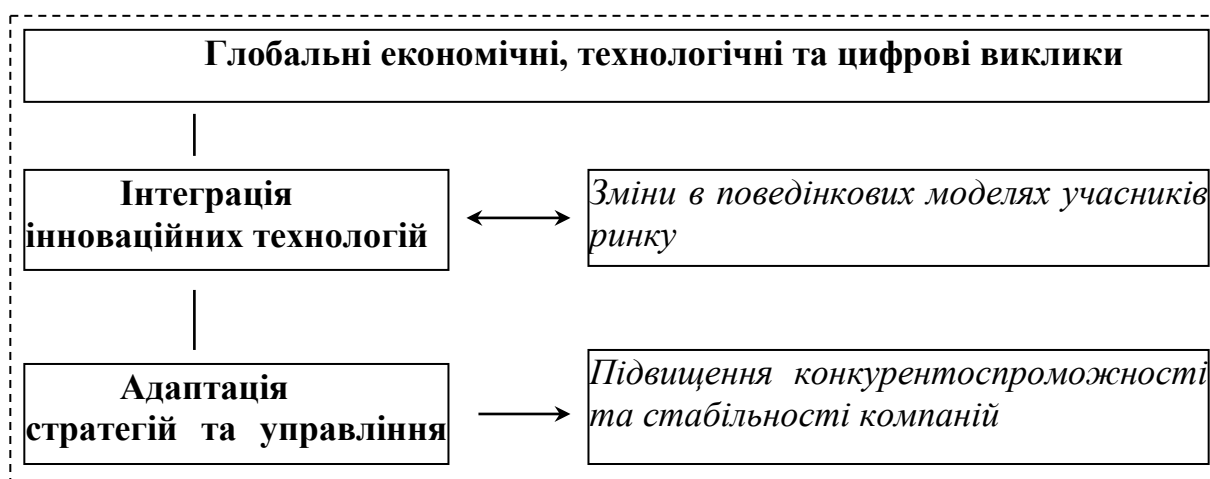 Глобальні економічні, технологічні та цифрові виклики
Інтеграція
інноваційних технологій
Зміни в поведінкових моделях учасників
ринку
Адаптація
стратегій та управління
Підвищення конкурентоспроможності
та стабільності компаній